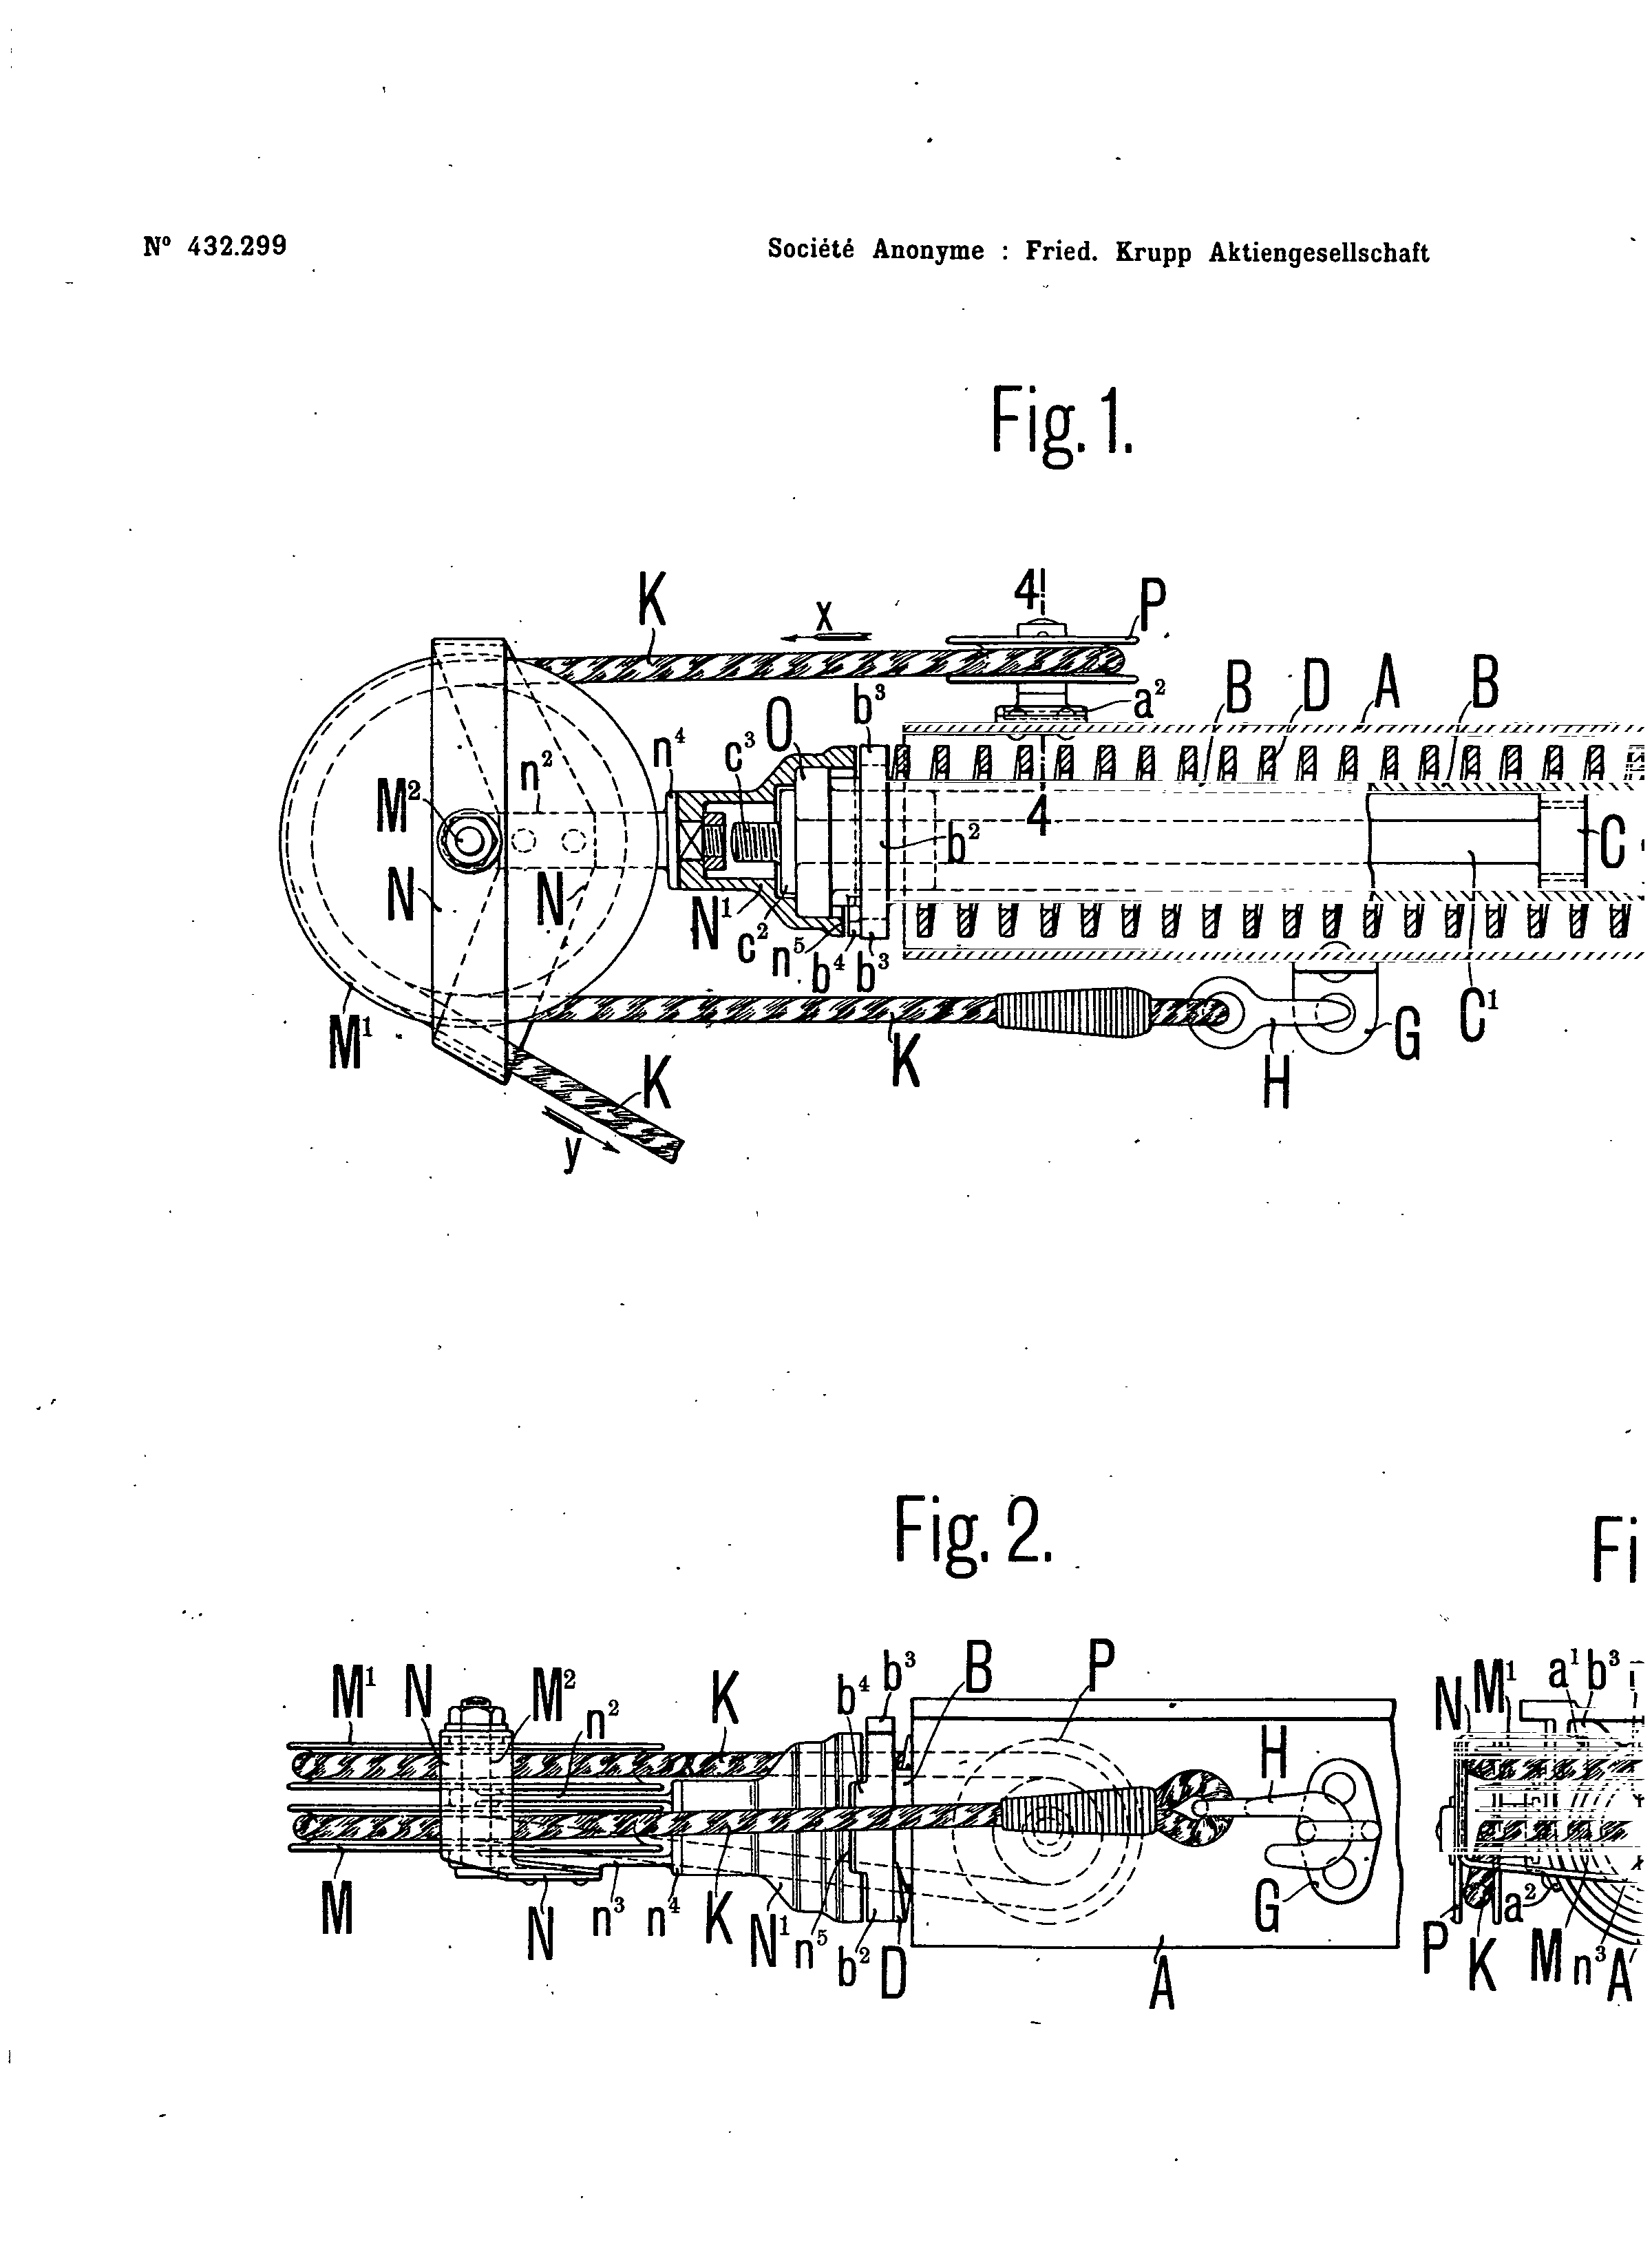 Nº 432.299
Société Anonyme : Fried. Krupp Aktiengesellschaft
Fig. 1.
K x 4 P
B D A B
a² b³ O c³ n⁴ n² M²
4 b² C
N N N¹ c² n⁵ b⁴ b³
M¹ K G C¹
K H
y
Fig. 2.
Fi
M¹ N M² n² K b⁴ b³ B P
H
N M¹ a¹ b³
M N n³ n⁴ K N¹ n⁵ b² D A G
a² P K M n³ A